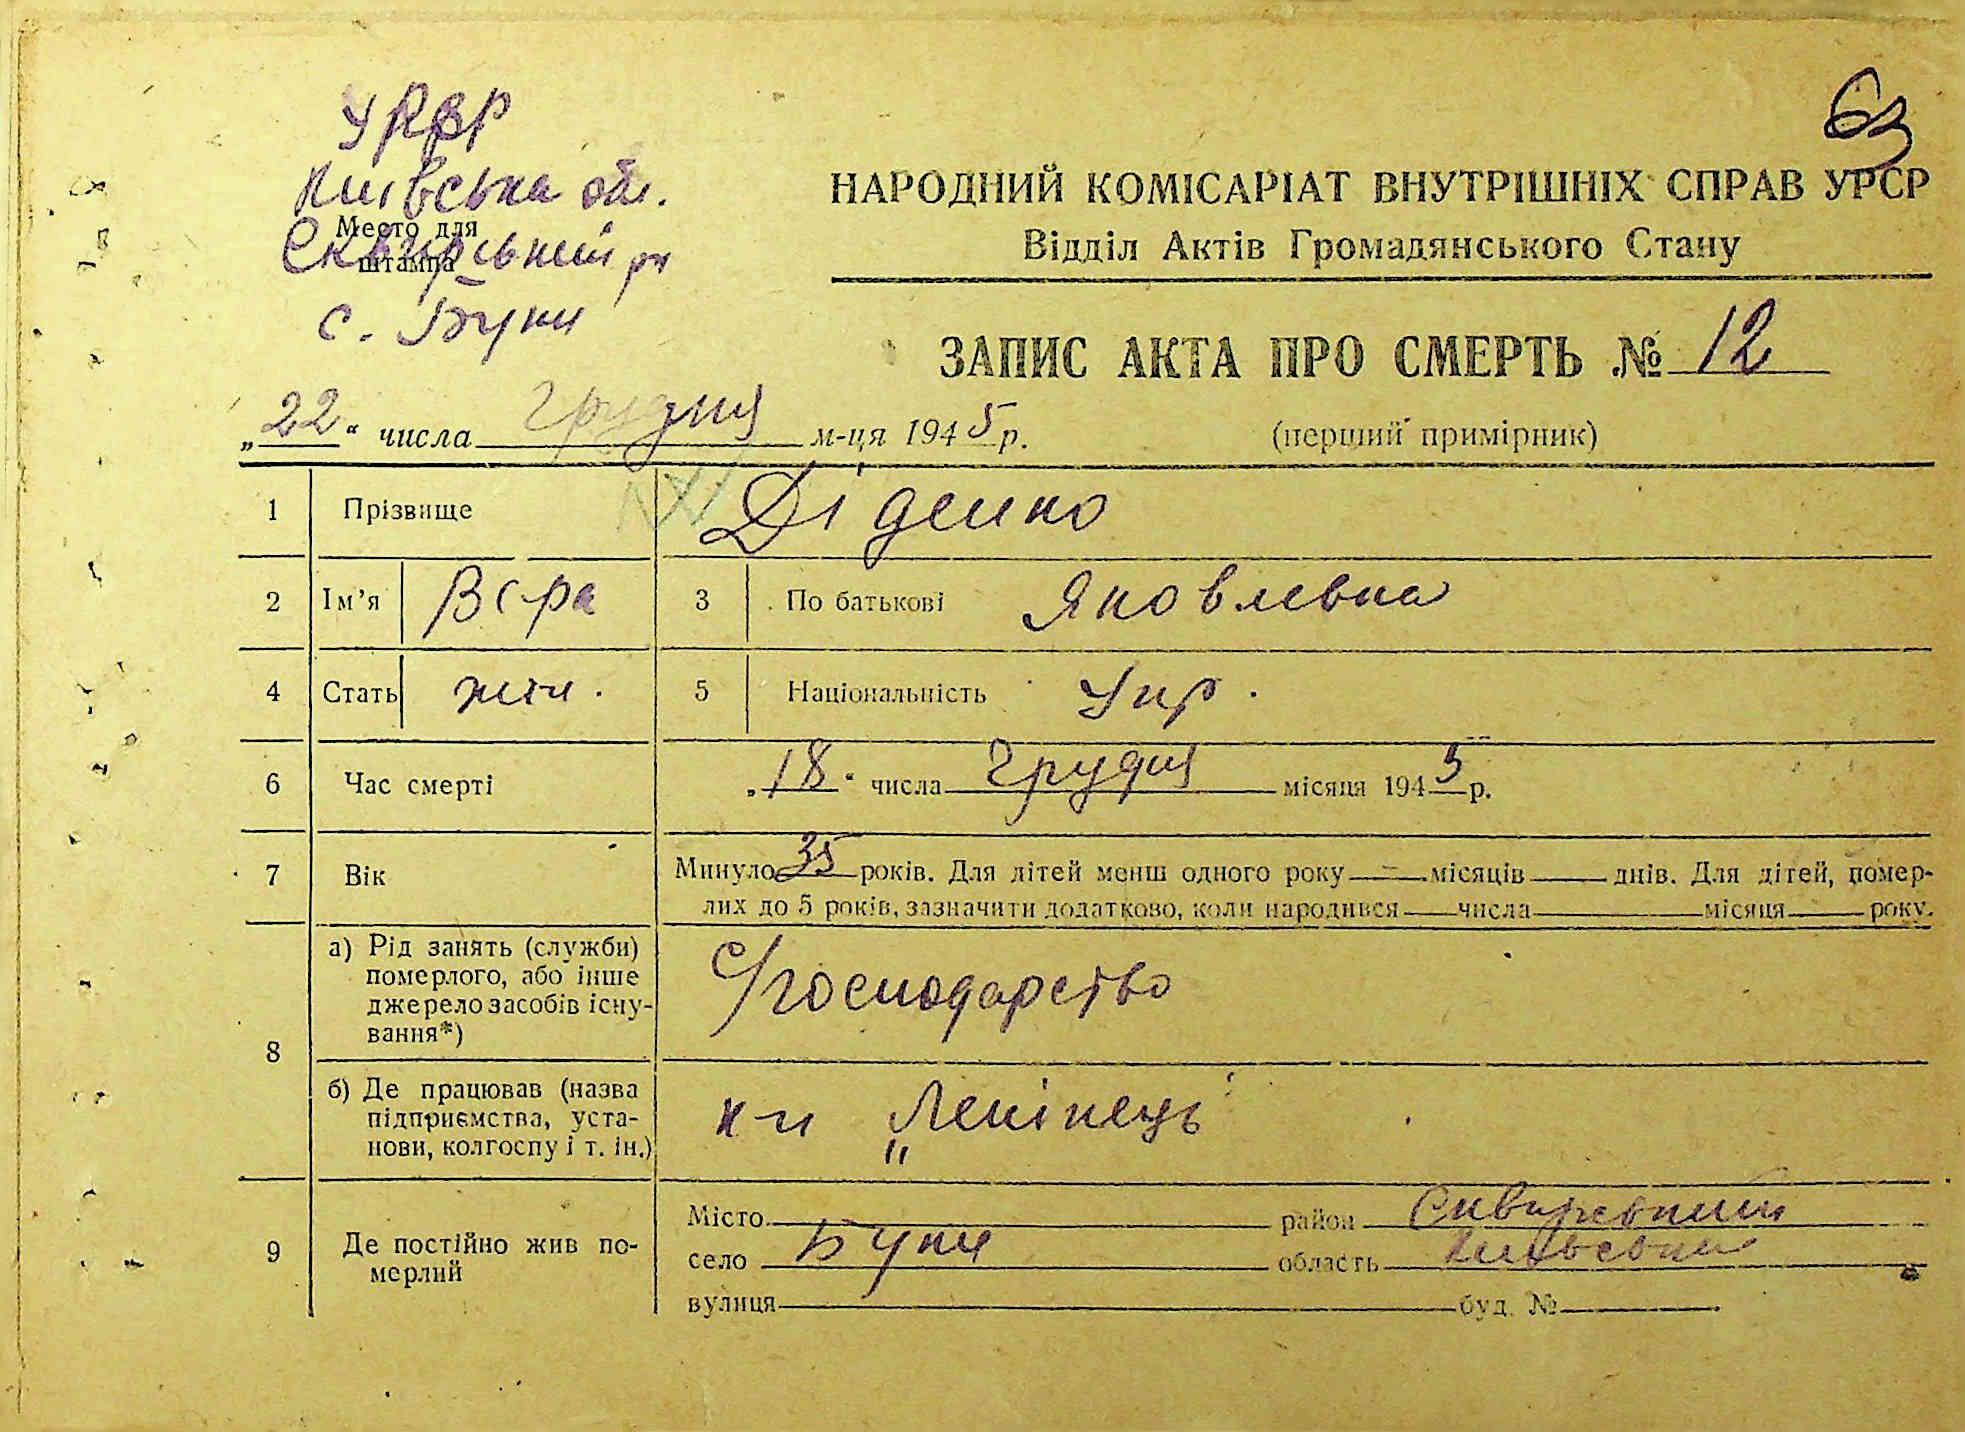 63
УРСР
Київська обл.
Место для
штампа
Сквирський рн
с. Буки
НАРОДНИЙ КОМІСАРІАТ ВНУТРІШНІХ СПРАВ УРСР
Відділ Актів Громадянського Стану
ЗАПИС АКТА ПРО СМЕРТЬ № 12
„22“ числа грудня м-ця 1945 р. (перший примірник)
1 Прізвище Діденко
2 Ім’я Вєра 3 По батькові Яковлевна
4 Стать жін. 5 Національність Укр.
6 Час смерті „18“ числа Грудня місяця 1945 р.
7 Вік Минуло 35 років. Для дітей менш одного року — місяців днів. Для дітей, помер-
лих до 5 років, зазначити додатково, коли народився числа місяця року.
8 а) Рід занять (служби)
померлого, або інше
джерело засобів існу-
вання*) С/господарство
б) Де працював (назва
підприємства, уста-
нови, колгоспу і т. ін.) к-п „Ленінець"
9 Де постійно жив по-
мерлий
Місто район Сквирський
село Буки область Київська
вулиця буд. №